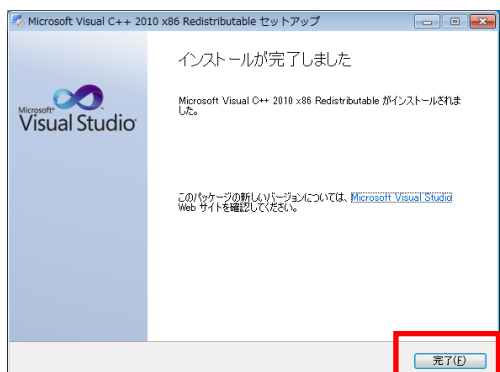 Microsoft Visual C++ 2010 x86 Redistributable セットアップ
インストールが完了しました
Microsoft Visual C++ 2010 x86 Redistributable がインストールされま
した。
Microsoft
Visual Studio
このパッケージの新しいバージョンについては、Microsoft Visual Studio
Web サイトを確認してください。
完了(F)